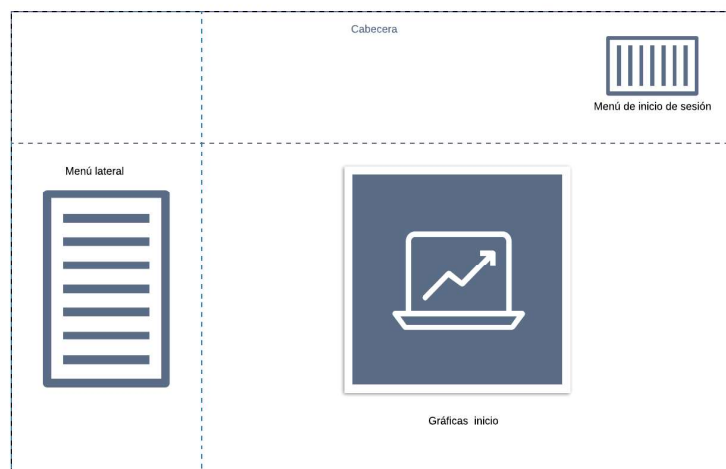 Cabecera
Menú de inicio de sesión
Menú lateral
Gráficas inicio